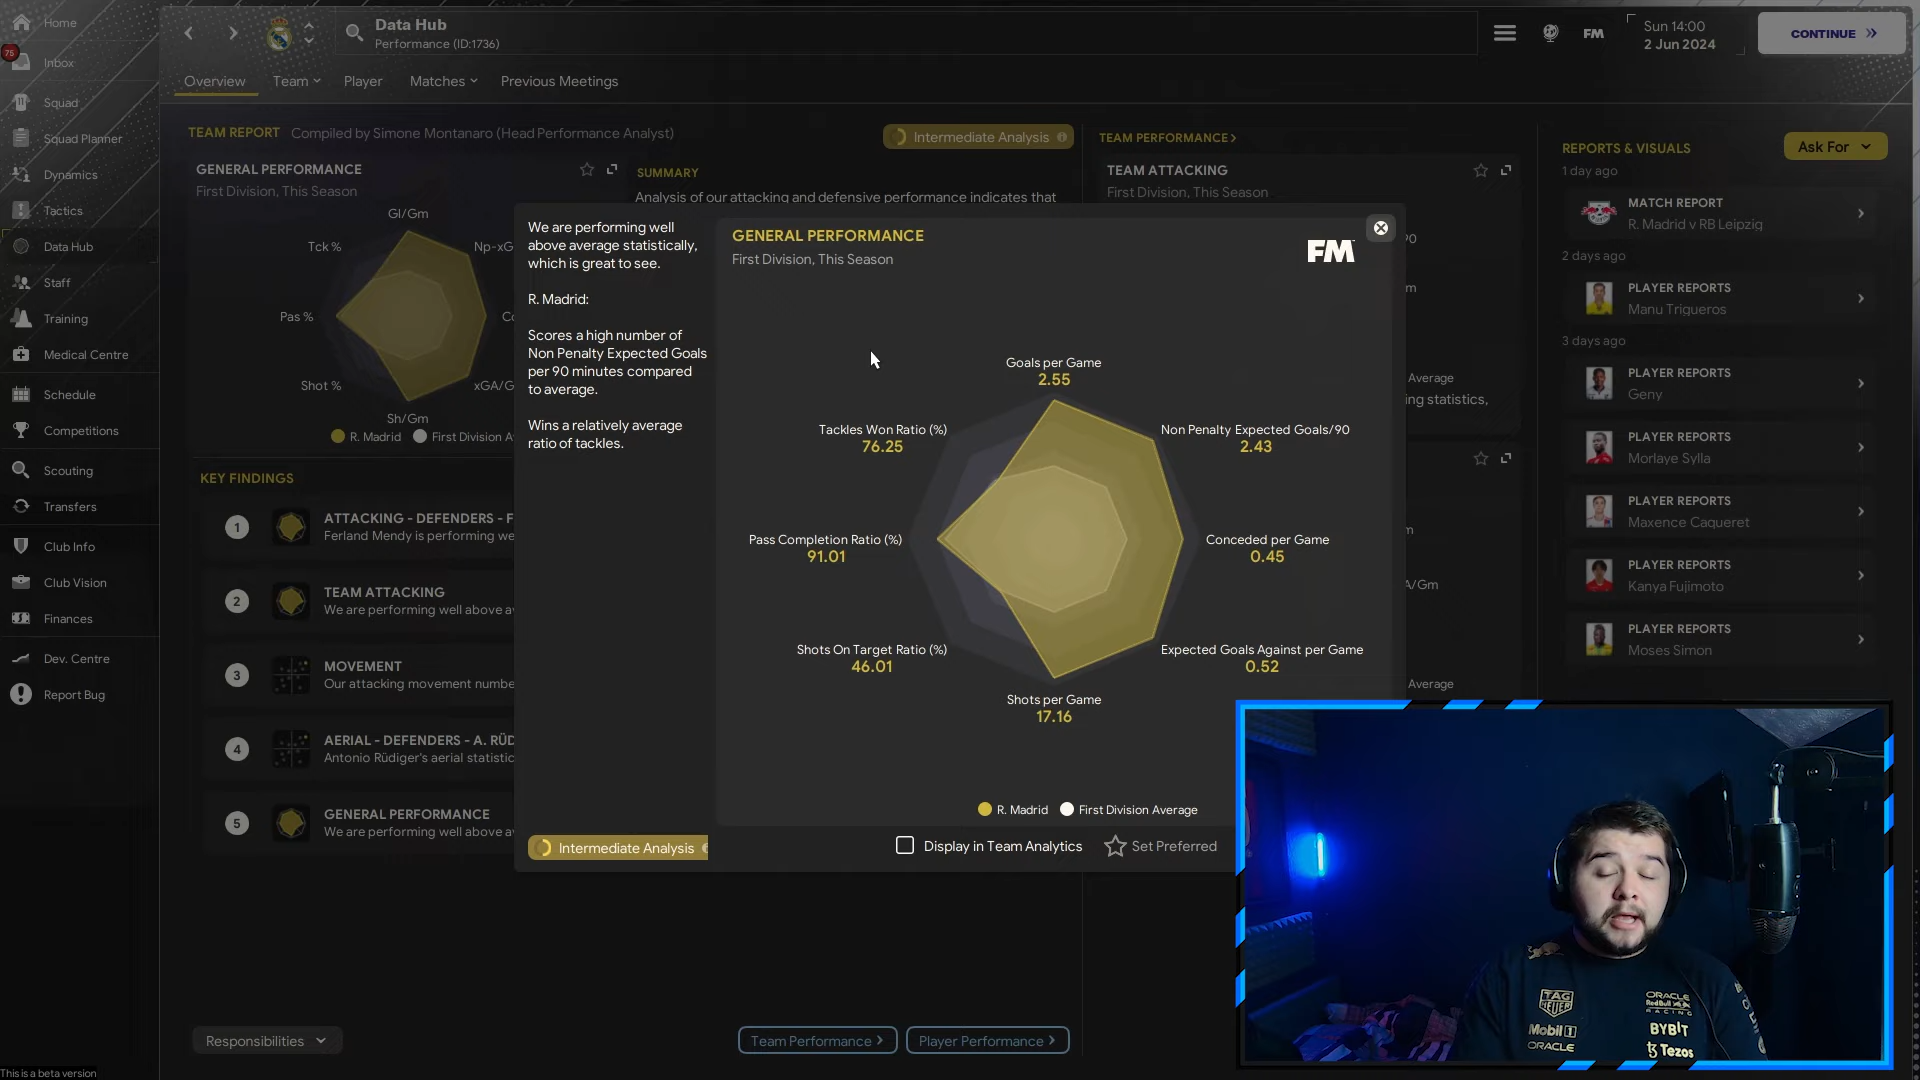 Home
75
Inbox
Squad
Squad Planner
Dynamics
Tactics
Data Hub
Staff
Training
Medical Centre
Schedule
Competitions
Scouting
Transfers
Club Info
Club Vision
Finances
Dev. Centre
Report Bug
This is a beta version
Data Hub
Performance (ID:1736)
FM
Sun 14:00
2 Jun 2024
CONTINUE
Overview
Team
Player
Matches
Previous Meetings
TEAM REPORT Compiled by Simone Montanaro (Head Performance Analyst)
Intermediate Analysis
GENERAL PERFORMANCE
First Division, This Season
Gl/Gm
Tck %
Np-xG
Pas %
Co
Shot %
xGA/G
Sh/Gm
R. Madrid First Division A
SUMMARY
Analysis of our attacking and defensive performance indicates that
KEY FINDINGS
1
ATTACKING - DEFENDERS - F
Ferland Mendy is performing we
2
TEAM ATTACKING
We are performing well above av
3
MOVEMENT
Our attacking movement numbe
4
AERIAL - DEFENDERS - A. RÜD
Antonio Rüdiger's aerial statistic
5
GENERAL PERFORMANCE
We are performing well above av
Responsibilities
Team Performance
Player Performance
We are performing well
above average statistically,
which is great to see.
R. Madrid:
Scores a high number of
Non Penalty Expected Goals
per 90 minutes compared
to average.
Wins a relatively average
ratio of tackles.
Intermediate Analysis
GENERAL PERFORMANCE
First Division, This Season
FM
Goals per Game
2.55
Tackles Won Ratio (%)
76.25
Non Penalty Expected Goals/90
2.43
Pass Completion Ratio (%)
91.01
Conceded per Game
0.45
Shots On Target Ratio (%)
46.01
Expected Goals Against per Game
0.52
Shots per Game
17.16
R. Madrid First Division Average
Display in Team Analytics
Set Preferred
TEAM PERFORMANCE
TEAM ATTACKING
First Division, This Season
90
m
Average
ing statistics,
m
A/Gm
Average
REPORTS & VISUALS
Ask For
1 day ago
MATCH REPORT
R. Madrid v RB Leipzig
2 days ago
PLAYER REPORTS
Manu Trigueros
3 days ago
PLAYER REPORTS
Geny
PLAYER REPORTS
Morlaye Sylla
PLAYER REPORTS
Maxence Caqueret
PLAYER REPORTS
Kanya Fujimoto
PLAYER REPORTS
Moses Simon
TAG
HEUER
Mobil 1
ORACLE
ORACLE
Red Bull
RACING
BYBIT
Tezos